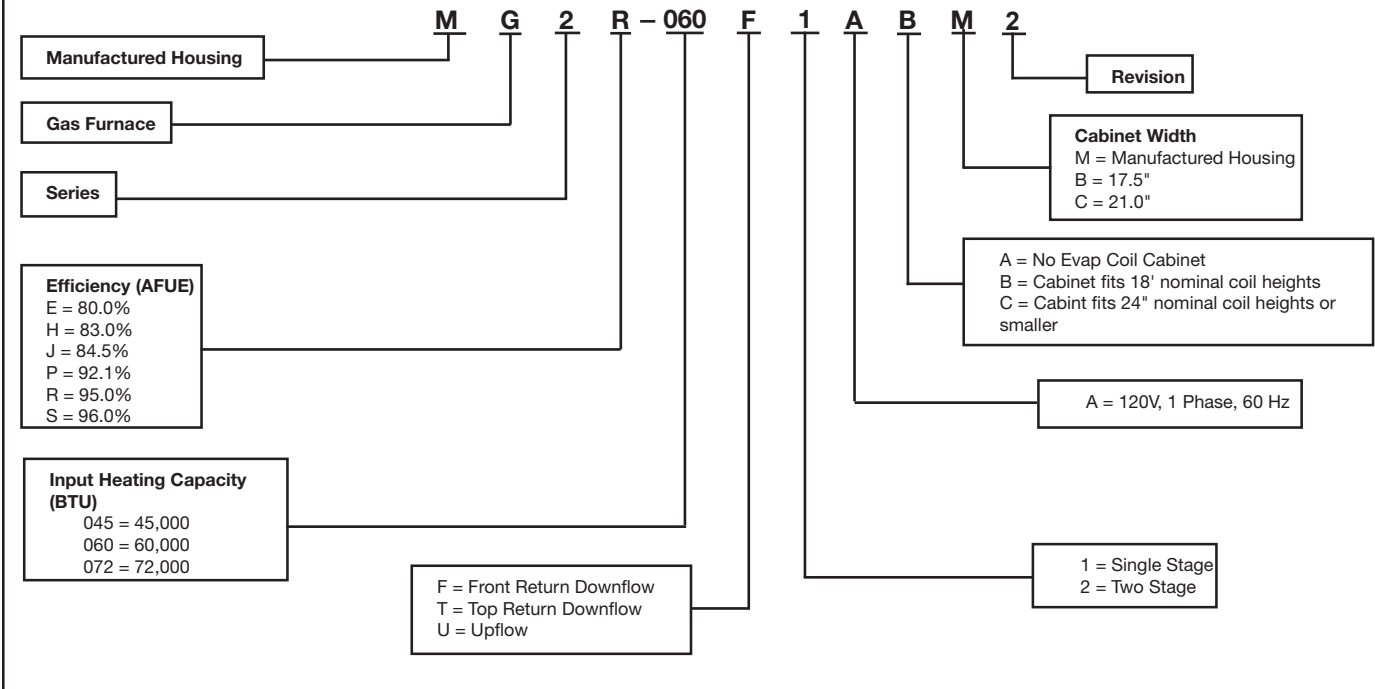 M G 2 R – 060 F 1 A B M 2
Manufactured Housing
Gas Furnace
Series
Efficiency (AFUE)
E = 80.0%
H = 83.0%
J = 84.5%
P = 92.1%
R = 95.0%
S = 96.0%
Input Heating Capacity
(BTU)
045 = 45,000
060 = 60,000
072 = 72,000
F = Front Return Downflow
T = Top Return Downflow
U = Upflow
Revision
Cabinet Width
M = Manufactured Housing
B = 17.5"
C = 21.0"
A = No Evap Coil Cabinet
B = Cabinet fits 18' nominal coil heights
C = Cabint fits 24" nominal coil heights or
smaller
A = 120V, 1 Phase, 60 Hz
1 = Single Stage
2 = Two Stage